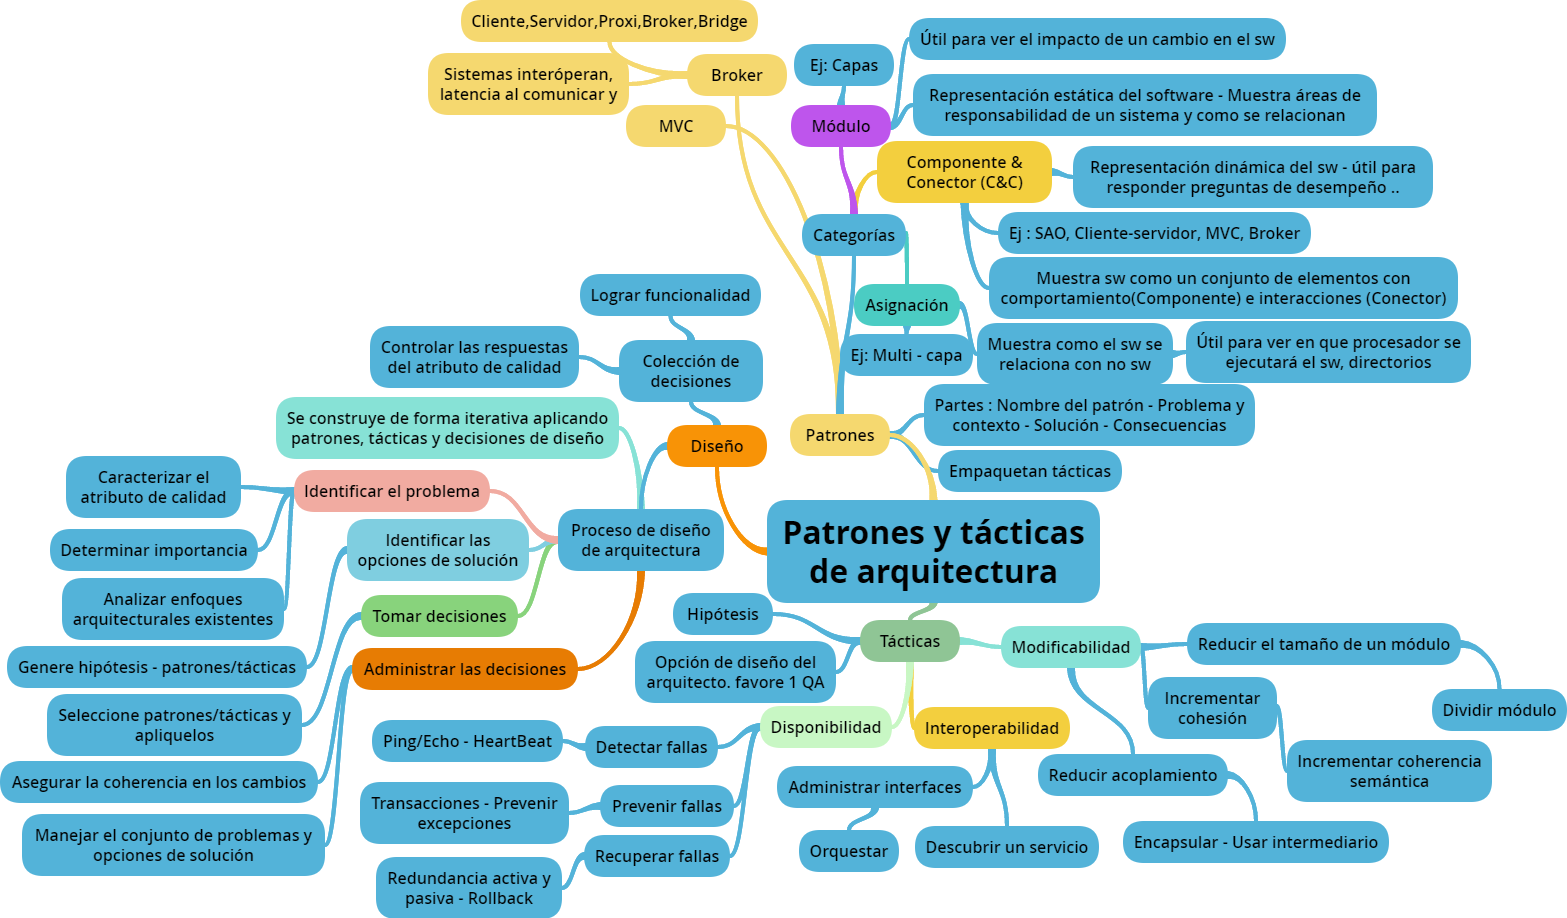 Cliente,Servidor,Proxi,Broker,Bridge
Sistemas interóperan,
latencia al comunicar y
Broker
MVC
Ej: Capas
Módulo
Útil para ver el impacto de un cambio en el sw
Representación estática del software - Muestra áreas de
responsabilidad de un sistema y como se relacionan
Componente &
Conector (C&C)
Representación dinámica del sw - útil para
responder preguntas de desempeño ..
Categorías
Ej : SAO, Cliente-servidor, MVC, Broker
Muestra sw como un conjunto de elementos con
comportamiento(Componente) e interacciones (Conector)
Asignación
Ej: Multi - capa
Muestra como el sw se
relaciona con no sw
Útil para ver en que procesador se
ejecutará el sw, directorios
Patrones
Partes : Nombre del patrón - Problema y
contexto - Solución - Consecuencias
Empaquetan tácticas
Lograr funcionalidad
Controlar las respuestas
del atributo de calidad
Colección de
decisiones
Se construye de forma iterativa aplicando
patrones, tácticas y decisiones de diseño
Diseño
Caracterizar el
atributo de calidad
Identificar el problema
Determinar importancia
Identificar las
opciones de solución
Proceso de diseño
de arquitectura
Patrones y tácticas
de arquitectura
Analizar enfoques
arquitecturales existentes
Tomar decisiones
Genere hipótesis - patrones/tácticas
Administrar las decisiones
Seleccione patrones/tácticas y
apliquelos
Asegurar la coherencia en los cambios
Manejar el conjunto de problemas y
opciones de solución
Hipótesis
Opción de diseño del
arquitecto. favore 1 QA
Tácticas
Modificabilidad
Reducir el tamaño de un módulo
Dividir módulo
Incrementar
cohesión
Incrementar coherencia
semántica
Reducir acoplamiento
Encapsular - Usar intermediario
Disponibilidad
Interoperabilidad
Ping/Echo - HeartBeat
Detectar fallas
Transacciones - Prevenir
excepciones
Prevenir fallas
Recuperar fallas
Redundancia activa y
pasiva - Rollback
Administrar interfaces
Orquestar
Descubrir un servicio